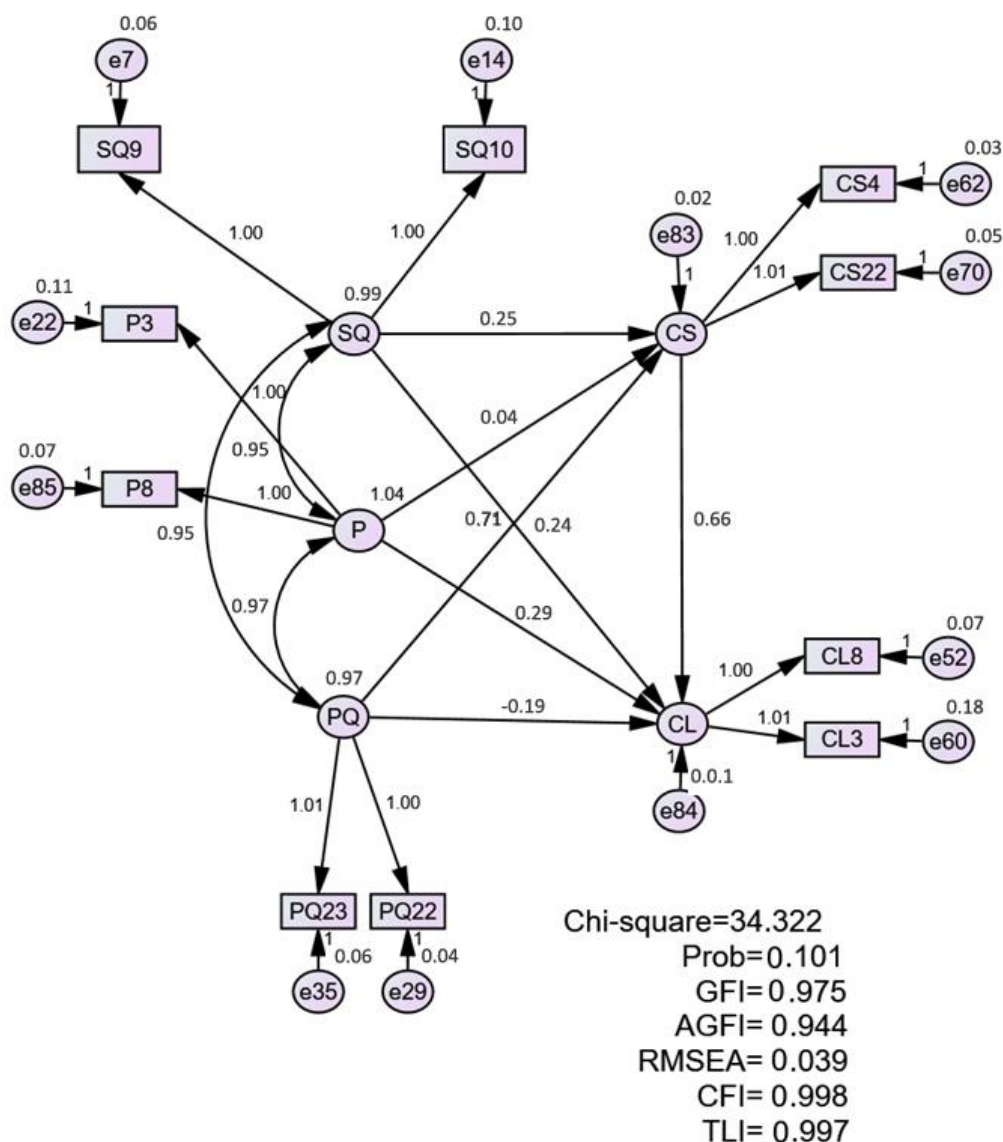 0.06
e7
1
SQ9
0.10
e14
1
SQ10
1.00
1.00
0.03
CS4
1
e62
0.02
e83
1
1.00
0.05
CS22
1
e70
1.01
0.11
e22
1
P3
0.99
SQ
0.25
CS
1.00
0.04
0.95
0.07
e85
1
P8
1.00
1.04
P
0.95
0.71
0.24
0.66
0.97
0.29
0.97
PQ
-0.19
CL
1.00
CL8
1
0.07
e52
1.01
CL3
1
0.18
e60
1
0.0.1
e84
1.01
1.00
PQ23
PQ22
1
0.06
1
0.04
e35
e29
Chi-square=34.322
Prob=0.101
GFI= 0.975
AGFI= 0.944
RMSEA= 0.039
CFI= 0.998
TLI= 0.997